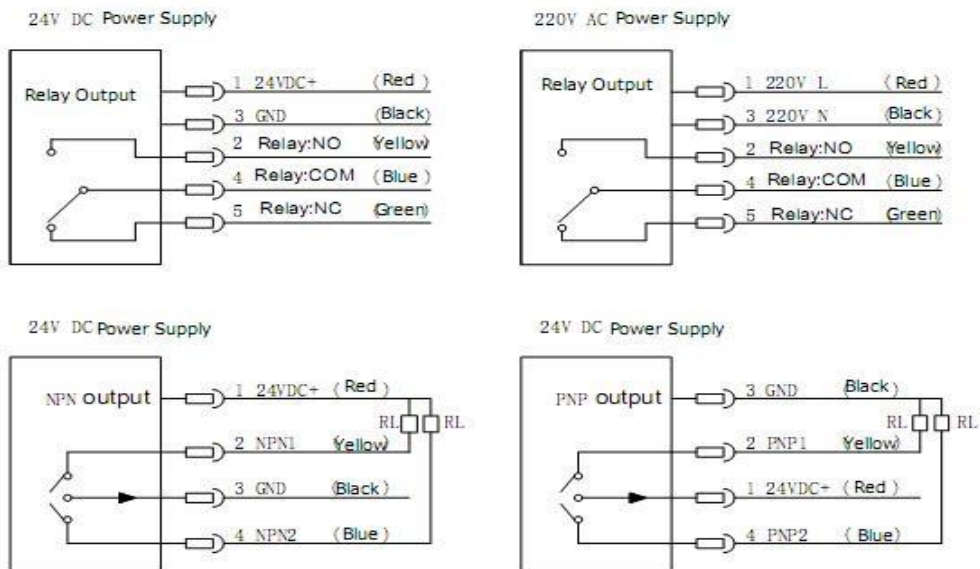 24V DC Power Supply
Relay Output
1 24VDC+ (Red)
3 GND (Black)
2 Relay:NO Yellow)
4 Relay:COM (Blue)
5 Relay:NC (Green)
220V AC Power Supply
Relay Output
1 220V L (Red)
3 220V N (Black)
2 Relay:NO Yellow)
4 Relay:COM (Blue)
5 Relay:NC Green)
24V DC Power Supply
NPN output
1 24VDC+ (Red)
RL RL
2 NPN1 Yellow)
3 GND (Black)
4 NPN2 (Blue)
24V DC Power Supply
PNP output
3 GND (Black)
RL RL
2 PNP1 Yellow)
1 24VDC+ (Red)
4 PNP2 (Blue)